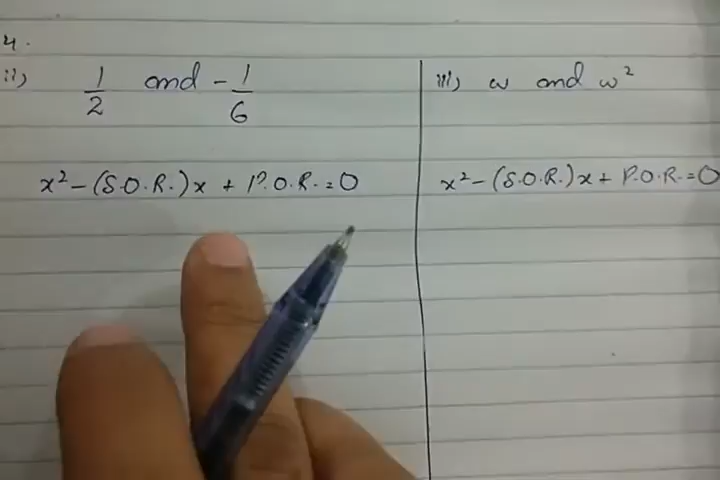 4.
ii) 1/2 and -1/6
x² - (S.O.R.)x + P.O.R. = 0
iii) ω and ω²
x² - (S.O.R.)x + P.O.R. = 0